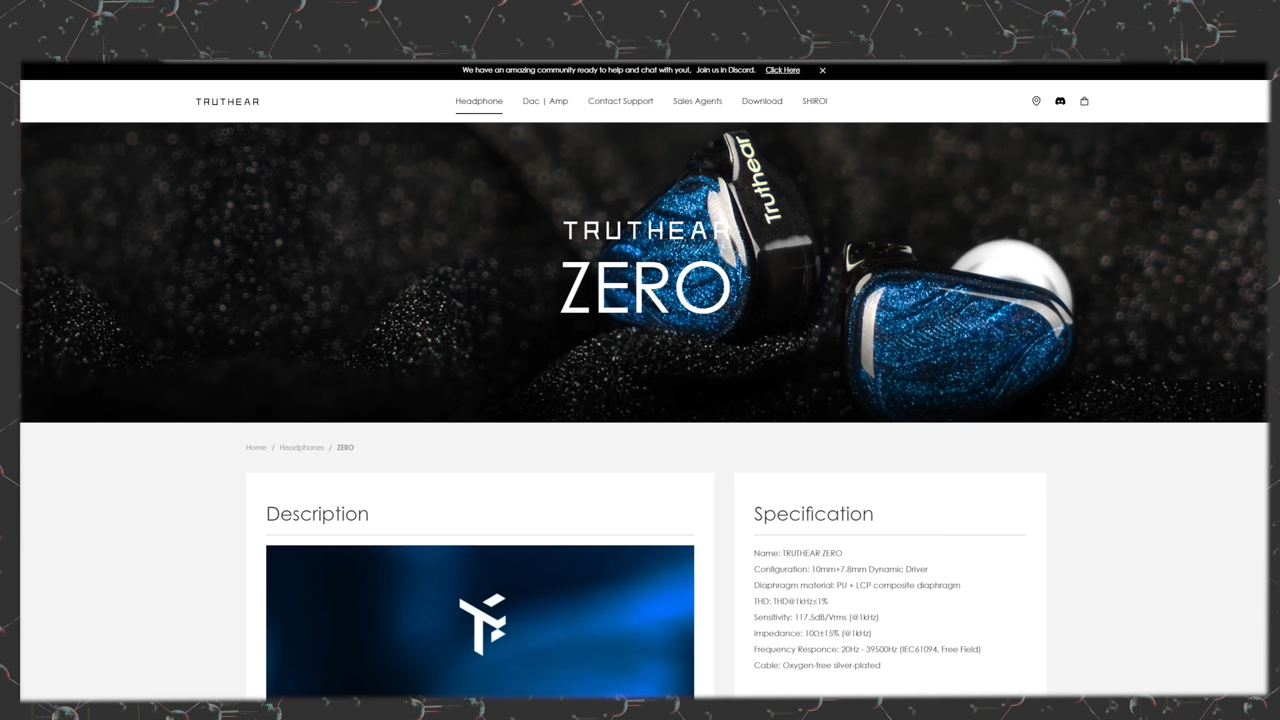 We have an amazing community ready to help and chat with you!, Join us in Discord. Click Here
TRUTHEAR
Headphone Dac | Amp Contact Support Sales Agents Download SHIROI
Truthear
TRUTHEAR
ZERO
Home / Headphones / ZERO
Description
Specification
Name: TRUTHEAR ZERO
Configuration: 10mm+7.8mm Dynamic Driver
Diaphragm material: PU + LCP composite diaphragm
THD: THD@1kHz≤1%
Sensitivity: 117.5dB/Vrms (@1kHz)
Impedance: 10Ω±15% (@1kHz)
Frequency Responce: 20Hz - 39500Hz (IEC61094, Free Field)
Cable: Oxygen-free silver-plated